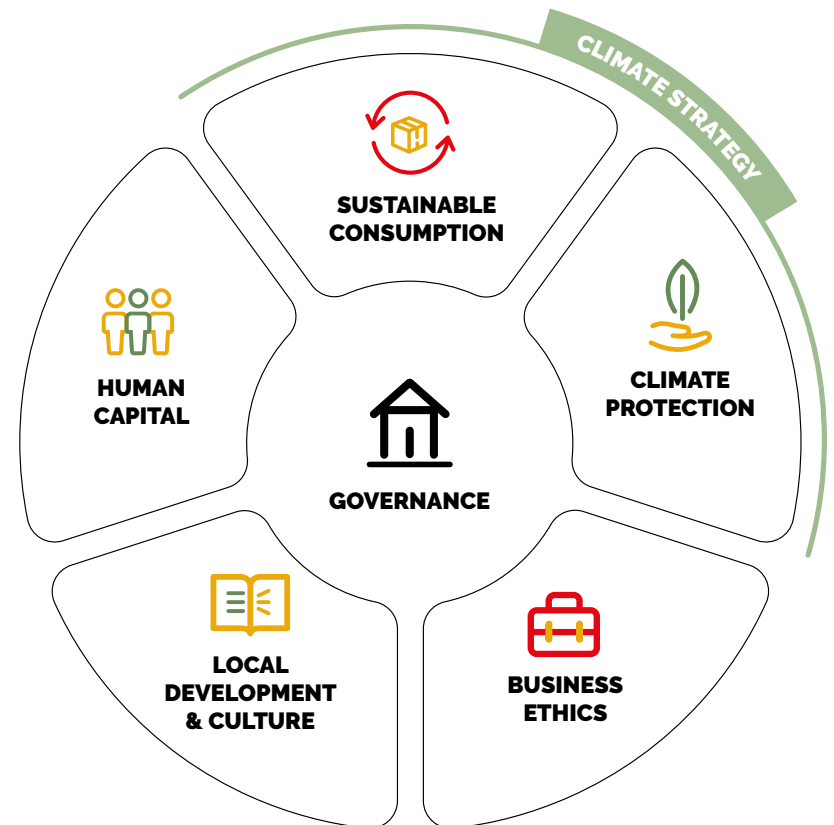 CLIMATE STRATEGY
SUSTAINABLE
CONSUMPTION
HUMAN
CAPITAL
CLIMATE
PROTECTION
GOVERNANCE
LOCAL
DEVELOPMENT
& CULTURE
BUSINESS
ETHICS